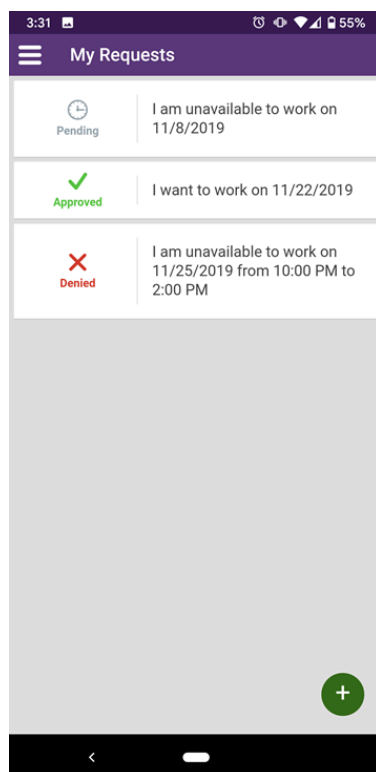 3:31
55%
My Requests
Pending
I am unavailable to work on
11/8/2019
Approved
I want to work on 11/22/2019
Denied
I am unavailable to work on
11/25/2019 from 10:00 PM to
2:00 PM
+